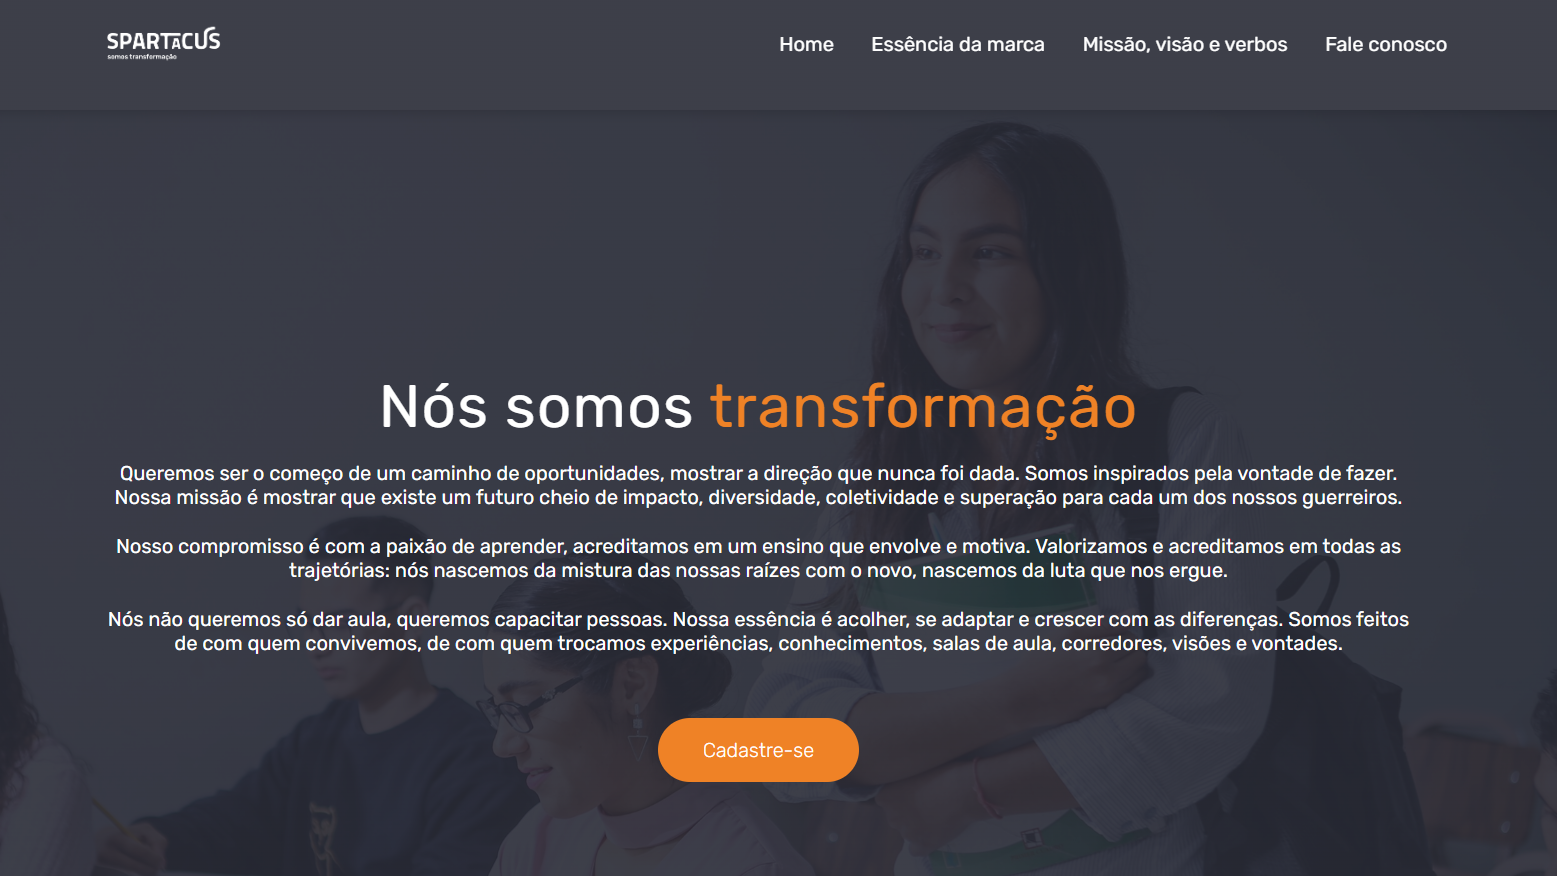 SPARTACUS
somos transformação
Home
Essência da marca
Missão, visão e verbos
Fale conosco
Nós somos transformação
Queremos ser o começo de um caminho de oportunidades, mostrar a direção que nunca foi dada. Somos inspirados pela vontade de fazer.
Nossa missão é mostrar que existe um futuro cheio de impacto, diversidade, coletividade e superação para cada um dos nossos guerreiros.
Nosso compromisso é com a paixão de aprender, acreditamos em um ensino que envolve e motiva. Valorizamos e acreditamos em todas as
trajetórias: nós nascemos da mistura das nossas raízes com o novo, nascemos da luta que nos ergue.
Nós não queremos só dar aula, queremos capacitar pessoas. Nossa essência é acolher, se adaptar e crescer com as diferenças. Somos feitos
de com quem convivemos, de com quem trocamos experiências, conhecimentos, salas de aula, corredores, visões e vontades.
Cadastre-se